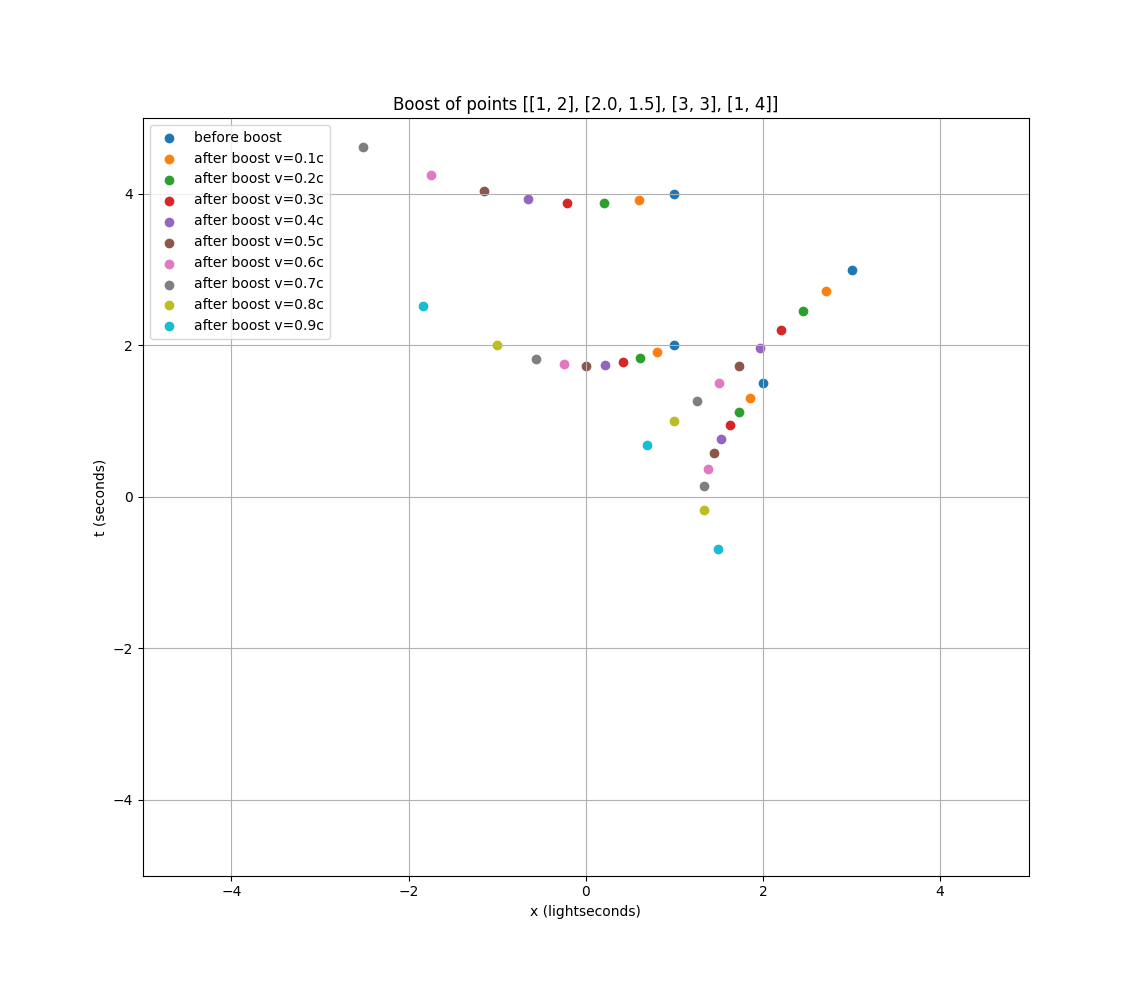 Boost of points [[1, 2], [2.0, 1.5], [3, 3], [1, 4]]
before boost
after boost v=0.1c
after boost v=0.2c
after boost v=0.3c
after boost v=0.4c
after boost v=0.5c
after boost v=0.6c
after boost v=0.7c
after boost v=0.8c
after boost v=0.9c
4
2
0
−2
−4
t (seconds)
−4 −2 0 2 4
x (lightseconds)